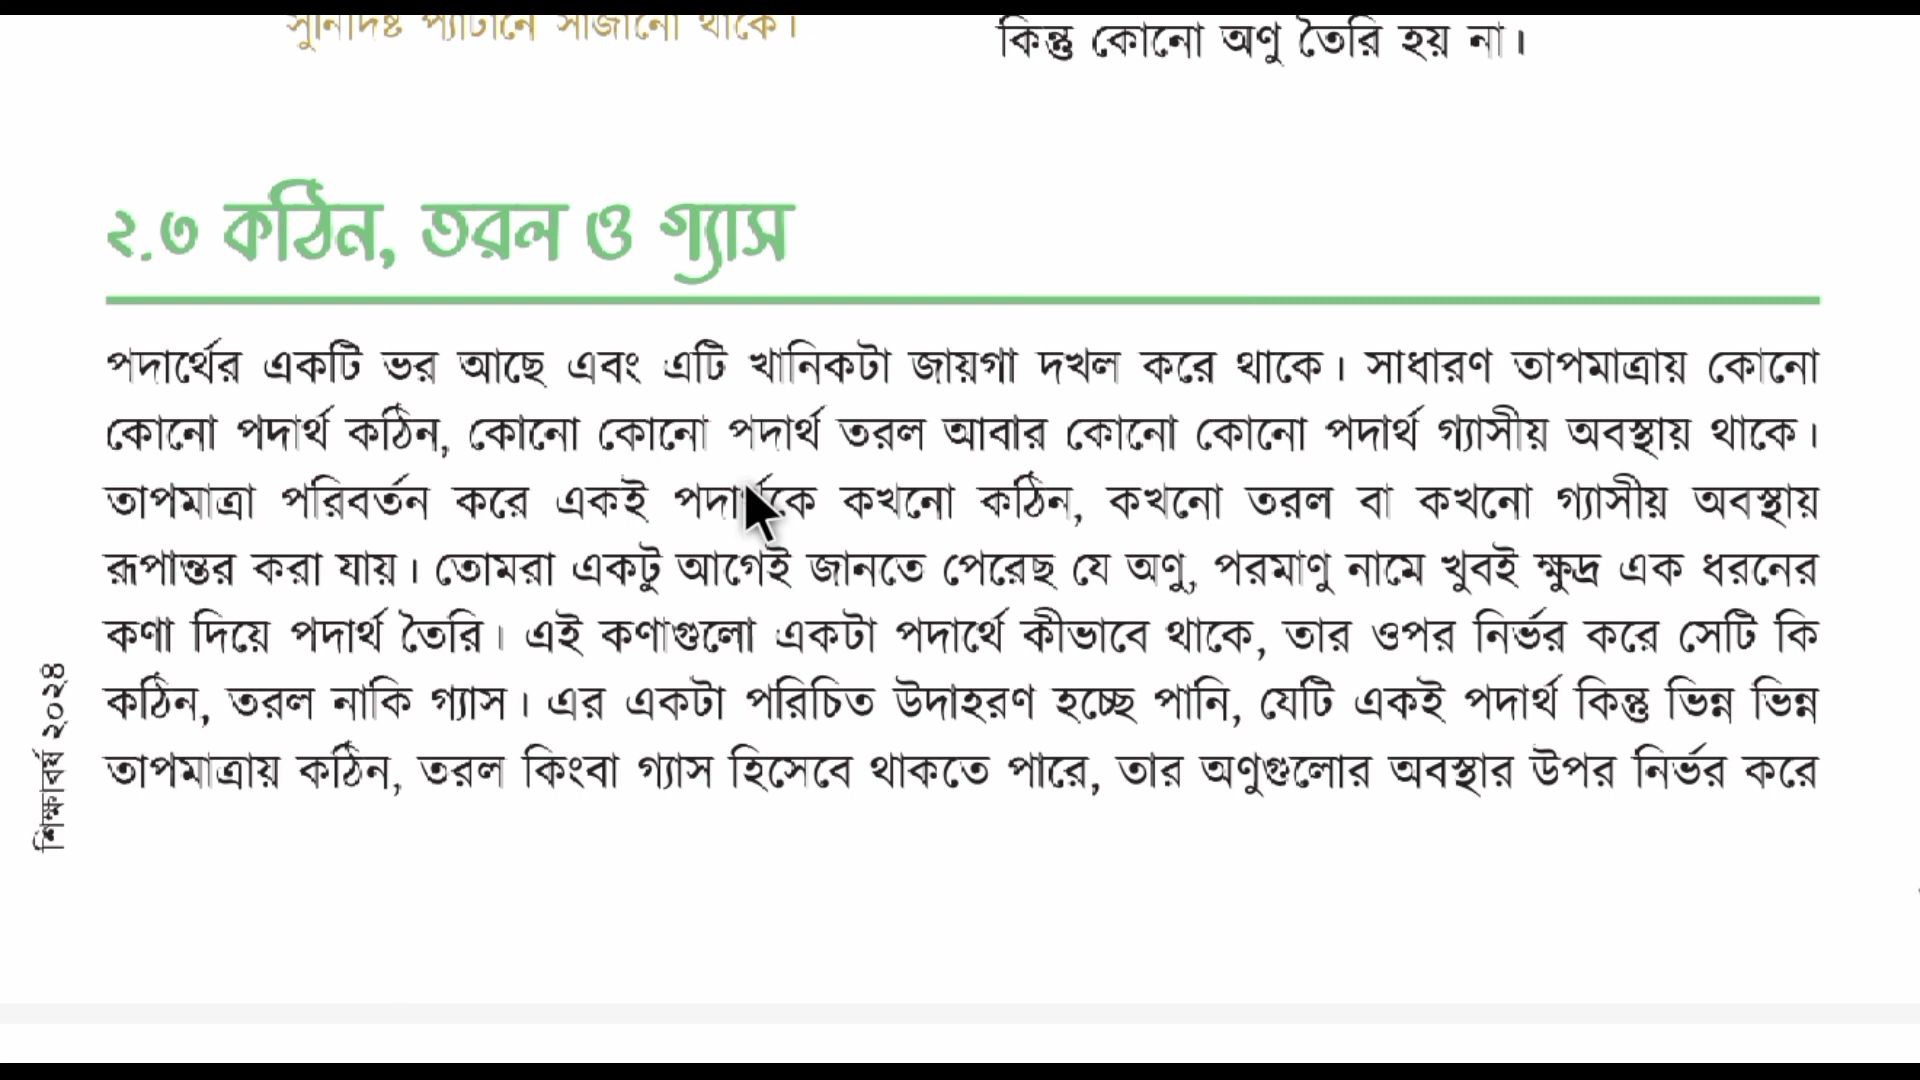 সুনির্দিষ্ট প্যাটার্নে সাজানো থাকে।
কিন্তু কোনো অণু তৈরি হয় না।
২.৩ কঠিন, তরল ও গ্যাস
পদার্থের একটি ভর আছে এবং এটি খানিকটা জায়গা দখল করে থাকে। সাধারণ তাপমাত্রায় কোনো
কোনো পদার্থ কঠিন, কোনো কোনো পদার্থ তরল আবার কোনো কোনো পদার্থ গ্যাসীয় অবস্থায় থাকে।
তাপমাত্রা পরিবর্তন করে একই পদার্থকে কখনো কঠিন, কখনো তরল বা কখনো গ্যাসীয় অবস্থায়
রূপান্তর করা যায়। তোমরা একটু আগেই জানতে পেরেছ যে অণু, পরমাণু নামে খুবই ক্ষুদ্র এক ধরনের
কণা দিয়ে পদার্থ তৈরি। এই কণাগুলো একটা পদার্থে কীভাবে থাকে, তার ওপর নির্ভর করে সেটি কি
কঠিন, তরল নাকি গ্যাস। এর একটা পরিচিত উদাহরণ হচ্ছে পানি, যেটি একই পদার্থ কিন্তু ভিন্ন ভিন্ন
তাপমাত্রায় কঠিন, তরল কিংবা গ্যাস হিসেবে থাকতে পারে, তার অণুগুলোর অবস্থার উপর নির্ভর করে
শিক্ষাবর্ষ ২০২৪